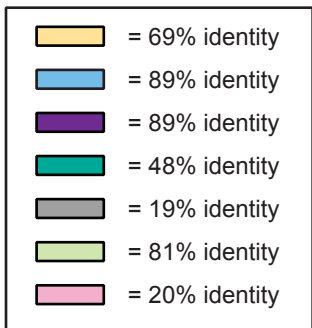 = 69% identity
= 89% identity
= 89% identity
= 48% identity
= 19% identity
= 81% identity
= 20% identity